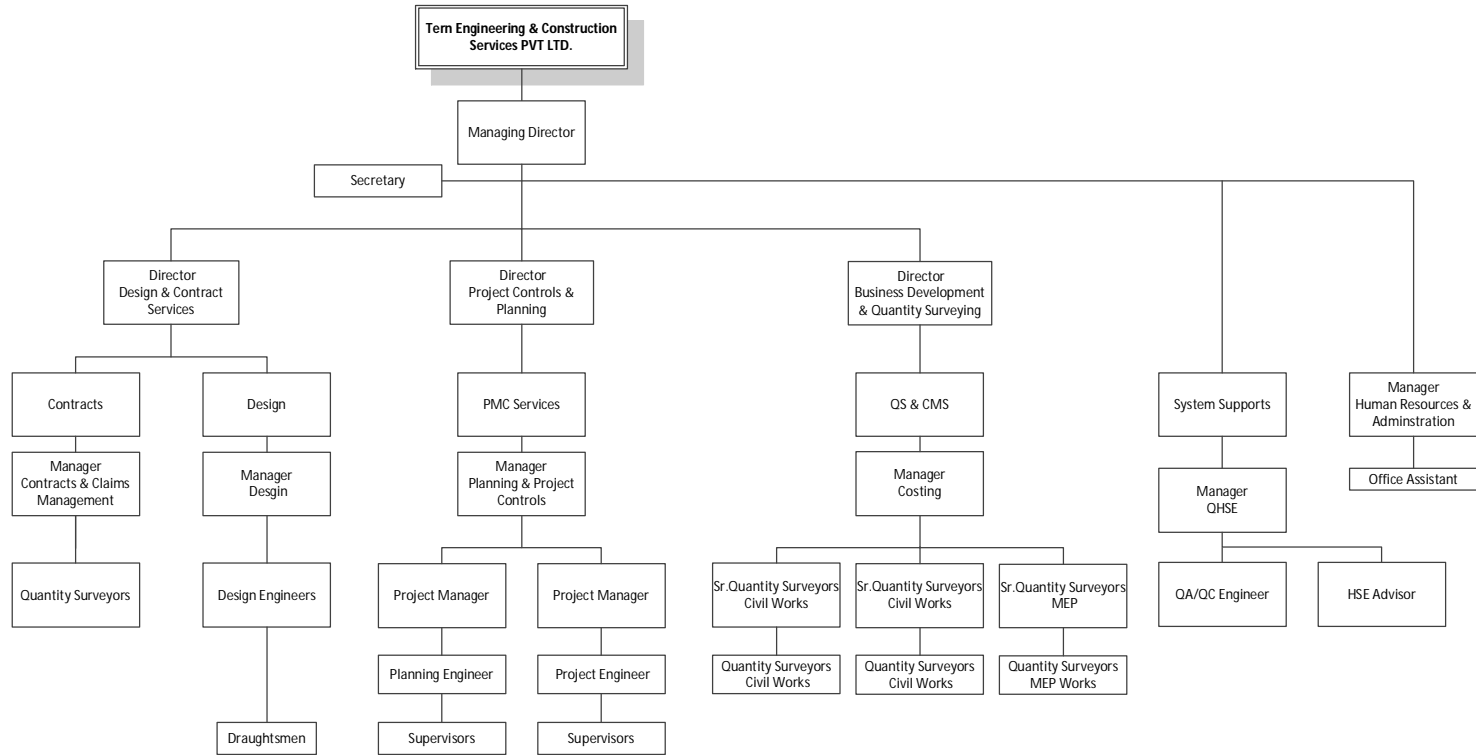 Tern Engineering & Construction
Services PVT LTD.
Managing Director
Secretary
Director
Design & Contract
Services
Director
Project Controls &
Planning
Director
Business Development
& Quantity Surveying
Contracts
Design
PMC Services
QS & CMS
System Supports
Manager
Human Resources &
Adminstration
Manager
Contracts & Claims
Management
Manager
Desgin
Manager
Planning & Project
Controls
Manager
Costing
Manager
QHSE
Office Assistant
Quantity Surveyors
Design Engineers
Project Manager
Project Manager
Sr.Quantity Surveyors
Civil Works
Sr.Quantity Surveyors
Civil Works
Sr.Quantity Surveyors
MEP
QA/QC Engineer
HSE Advisor
Planning Engineer
Project Engineer
Quantity Surveyors
Civil Works
Quantity Surveyors
Civil Works
Quantity Surveyors
MEP Works
Draughtsmen
Supervisors
Supervisors